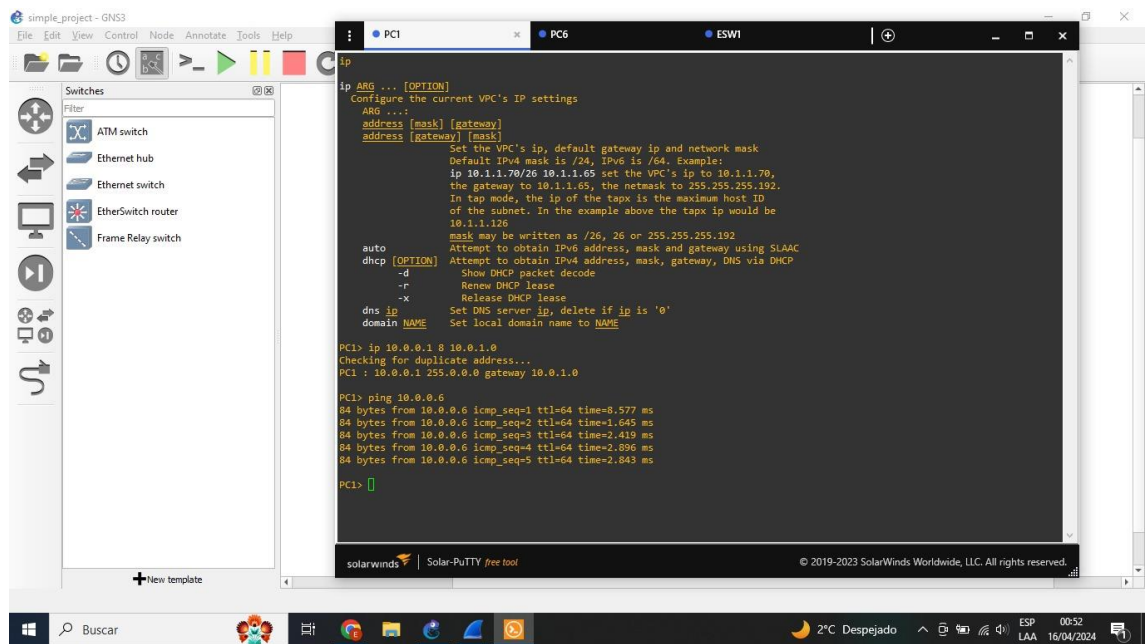 simple_project - GNS3
File Edit View Control Node Annotate Tools Help
Switches
Filter
ATM switch
Ethernet hub
Ethernet switch
EtherSwitch router
Frame Relay switch
New template
PC1
PC6
ESW1
ip
ip ARG ... [OPTION]
Configure the current VPC's IP settings
ARG ...:
address [mask] [gateway]
address [gateway] [mask]
Set the VPC's ip, default gateway ip and network mask
Default IPv4 mask is /24, IPv6 is /64. Example:
ip 10.1.1.70/26 10.1.1.65 set the VPC's ip to 10.1.1.70,
the gateway to 10.1.1.65, the netmask to 255.255.255.192.
In tap mode, the ip of the tapx is the maximum host ID
of the subnet. In the example above the tapx ip would be
10.1.1.126
mask may be written as /26, 26 or 255.255.255.192
auto Attempt to obtain IPv6 address, mask and gateway using SLAAC
dhcp [OPTION] Attempt to obtain IPv4 address, mask, gateway, DNS via DHCP
-d Show DHCP packet decode
-r Renew DHCP lease
-x Release DHCP lease
dns ip Set DNS server ip, delete if ip is '0'
domain NAME Set local domain name to NAME
PC1> ip 10.0.0.1 8 10.0.1.0
Checking for duplicate address...
PC1 : 10.0.0.1 255.0.0.0 gateway 10.0.1.0
PC1> ping 10.0.0.6
84 bytes from 10.0.0.6 icmp_seq=1 ttl=64 time=8.577 ms
84 bytes from 10.0.0.6 icmp_seq=2 ttl=64 time=1.645 ms
84 bytes from 10.0.0.6 icmp_seq=3 ttl=64 time=2.419 ms
84 bytes from 10.0.0.6 icmp_seq=4 ttl=64 time=2.896 ms
84 bytes from 10.0.0.6 icmp_seq=5 ttl=64 time=2.843 ms
PC1>
solarwinds Solar-PuTTY free tool © 2019-2023 SolarWinds Worldwide, LLC. All rights reserved.
Buscar
2°C Despejado
ESP
LAA
00:52
16/04/2024